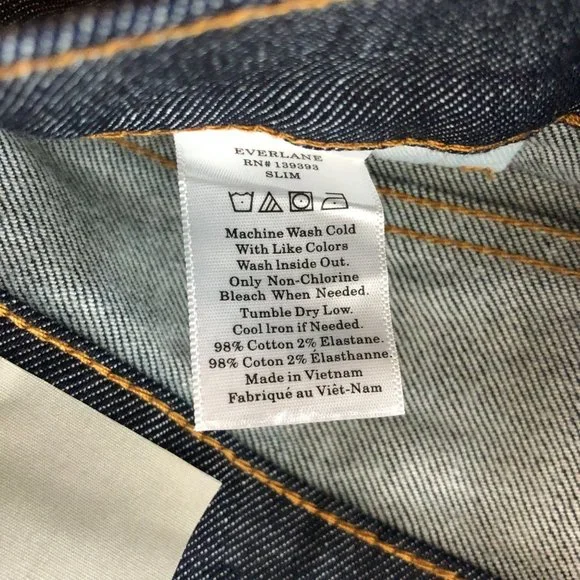 EVERLANE
RN# 139393
SLIM
Machine Wash Cold
With Like Colors
Wash Inside Out.
Only Non-Chlorine
Bleach When Needed.
Tumble Dry Low.
Cool Iron if Needed.
98% Cotton 2% Elastane.
98% Coton 2% Élasthanne.
Made in Vietnam
Fabriqué au Viêt-Nam